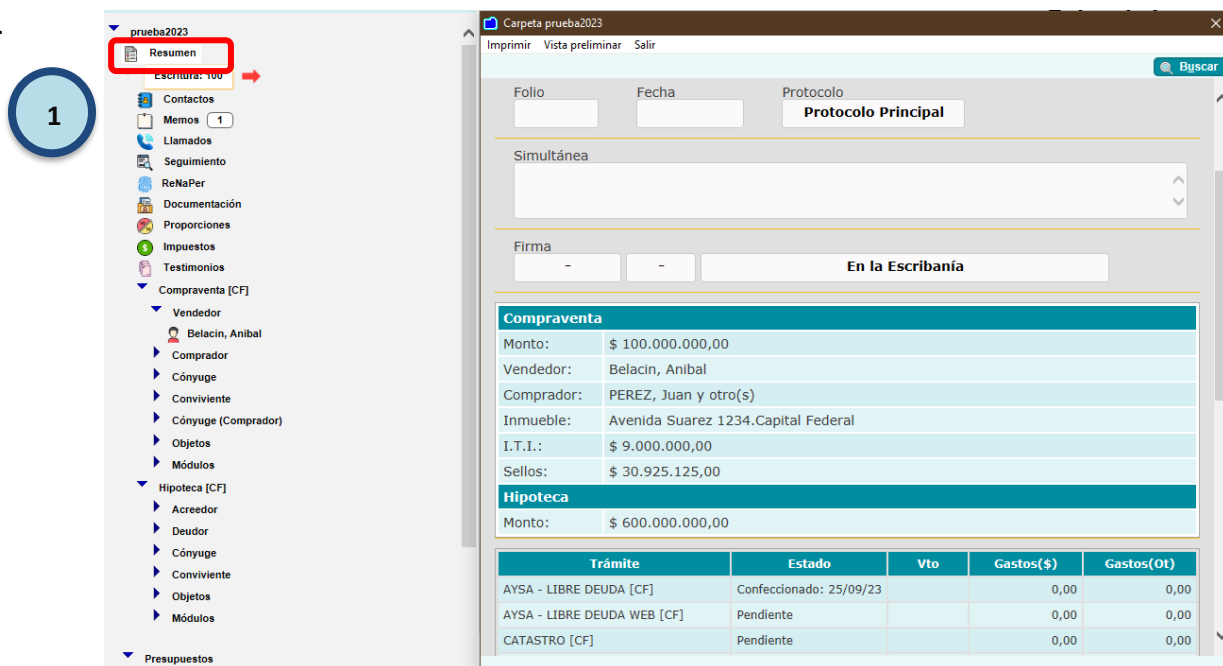 prueba2023
Resumen
Escritura: 100
1
Contactos
Memos 1
Llamados
Seguimiento
ReNaPer
Documentación
Proporciones
Impuestos
Testimonios
Compraventa [CF]
Vendedor
Belacin, Anibal
Comprador
Cónyuge
Conviviente
Cónyuge (Comprador)
Objetos
Módulos
Hipoteca [CF]
Acreedor
Deudor
Cónyuge
Conviviente
Objetos
Módulos
Presupuestos
Carpeta prueba2023
Imprimir Vista preliminar Salir
Buscar
Folio Fecha Protocolo
Protocolo Principal
Simultánea
Firma
- - En la Escribanía
Compraventa
Monto: $ 100.000.000,00
Vendedor: Belacin, Anibal
Comprador: PEREZ, Juan y otro(s)
Inmueble: Avenida Suarez 1234.Capital Federal
I.T.I.: $ 9.000.000,00
Sellos: $ 30.925.125,00
Hipoteca
Monto: $ 600.000.000,00
Trámite Estado Vto Gastos($) Gastos(Ot)
AYSA - LIBRE DEUDA [CF] Confeccionado: 25/09/23 0,00 0,00
AYSA - LIBRE DEUDA WEB [CF] Pendiente 0,00 0,00
CATASTRO [CF] Pendiente 0,00 0,00